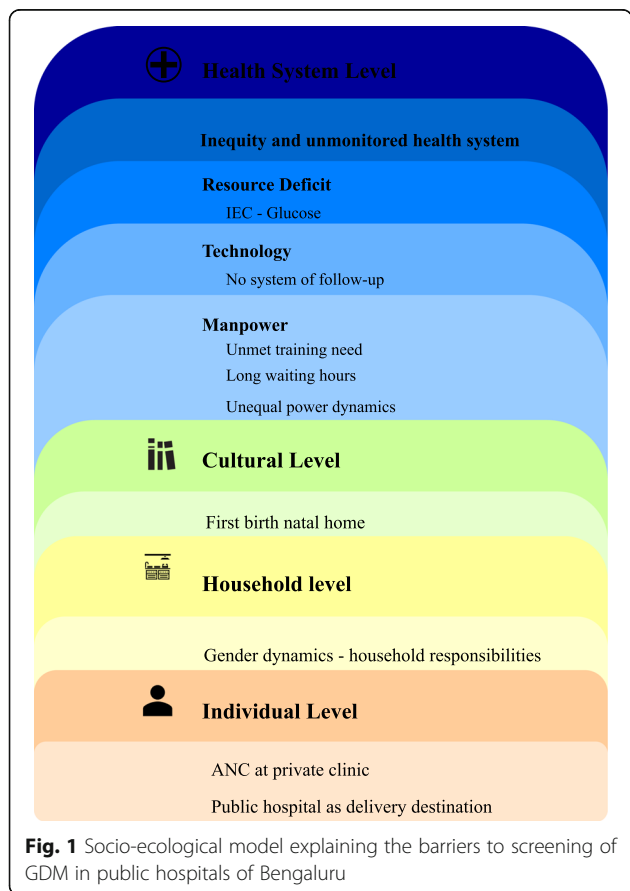 Health System Level
Inequity and unmonitored health system
Resource Deficit
IEC - Glucose
Technology
No system of follow-up
Manpower
Unmet training need
Long waiting hours
Unequal power dynamics
Cultural Level
First birth natal home
Household level
Gender dynamics - household responsibilities
Individual Level
ANC at private clinic
Public hospital as delivery destination
Fig. 1 Socio-ecological model explaining the barriers to screening of
GDM in public hospitals of Bengaluru